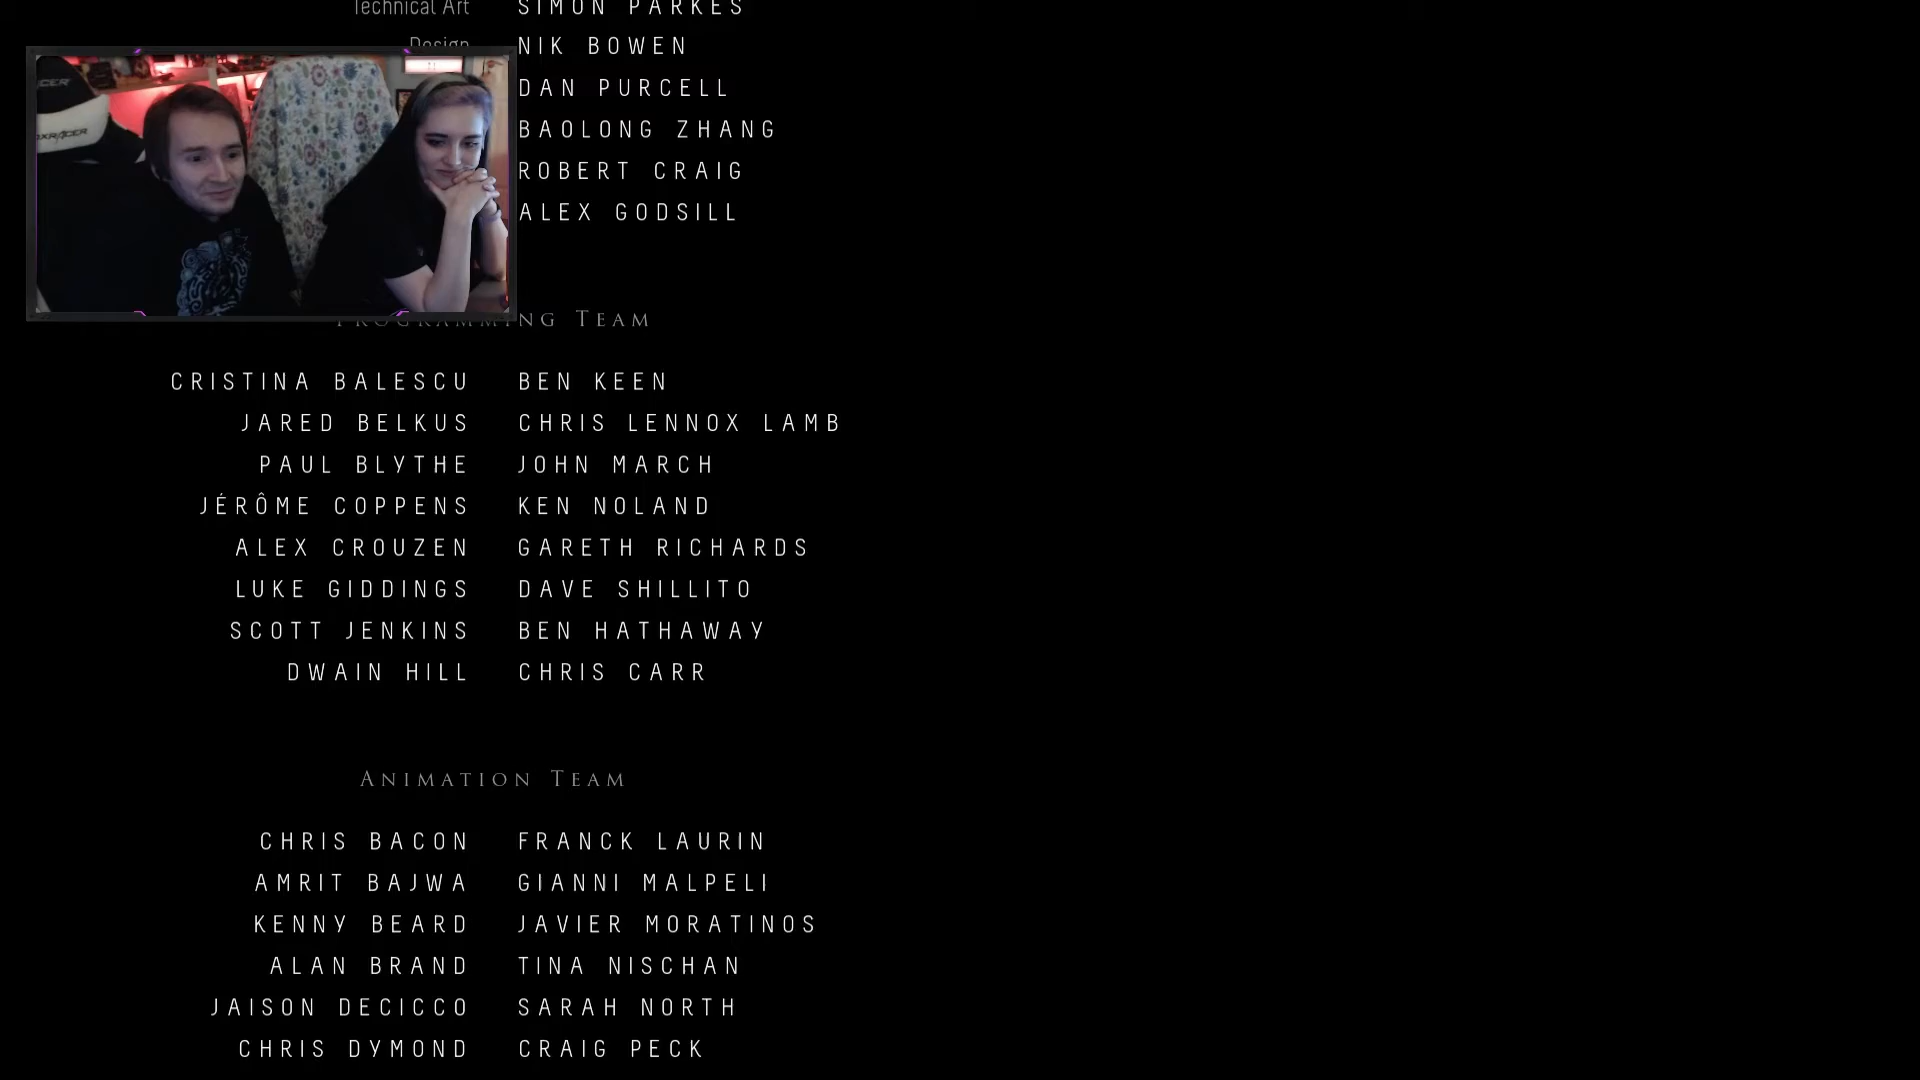 Technical Art SIMON PARKES
Design NIK BOWEN
DAN PURCELL
BAOLONG ZHANG
ROBERT CRAIG
ALEX GODSILL
PROGRAMMING TEAM
CRISTINA BALESCU BEN KEEN
JARED BELKUS CHRIS LENNOX LAMB
PAUL BLYTHE JOHN MARCH
JÉRÔME COPPENS KEN NOLAND
ALEX CROUZEN GARETH RICHARDS
LUKE GIDDINGS DAVE SHILLITO
SCOTT JENKINS BEN HATHAWAY
DWAIN HILL CHRIS CARR
ANIMATION TEAM
CHRIS BACON FRANCK LAURIN
AMRIT BAJWA GIANNI MALPELI
KENNY BEARD JAVIER MORATINOS
ALAN BRAND TINA NISCHAN
JAISON DECICCO SARAH NORTH
CHRIS DYMOND CRAIG PECK